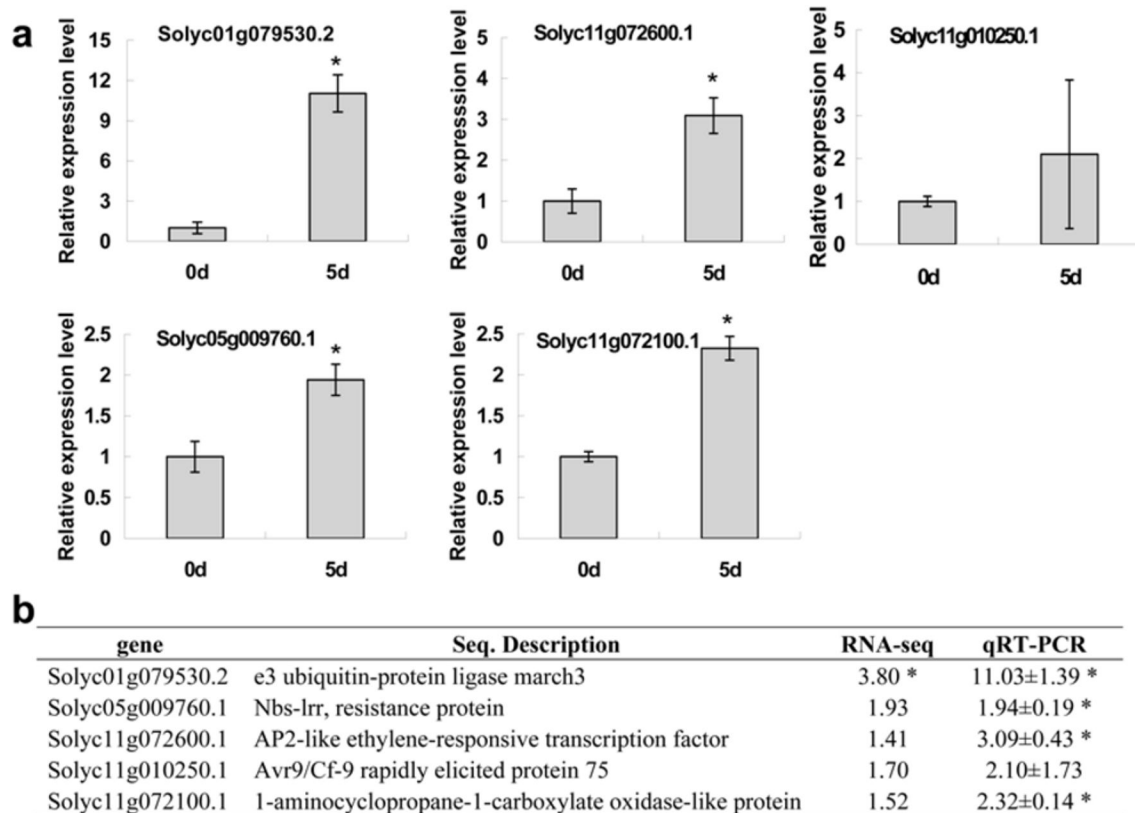 a
Solyc01g079530.2
Relative expression level
15
12
9
6
3
0
*
0d 5d
Solyc11g072600.1
Relative expresssion level
5
4
3
2
1
0
*
0d 5d
Solyc11g010250.1
Relative expression level
5
4
3
2
1
0
0d 5d
Solyc05g009760.1
Relative expression level
2.5
2
1.5
1
0.5
0
*
0d 5d
Solyc11g072100.1
Relative expression level
2.5
2
1.5
1
0.5
0
*
0d 5d
b
gene Seq. Description RNA-seq qRT-PCR
Solyc01g079530.2 e3 ubiquitin-protein ligase march3 3.80 * 11.03±1.39 *
Solyc05g009760.1 Nbs-lrr, resistance protein 1.93 1.94±0.19 *
Solyc11g072600.1 AP2-like ethylene-responsive transcription factor 1.41 3.09±0.43 *
Solyc11g010250.1 Avr9/Cf-9 rapidly elicited protein 75 1.70 2.10±1.73
Solyc11g072100.1 1-aminocyclopropane-1-carboxylate oxidase-like protein 1.52 2.32±0.14 *